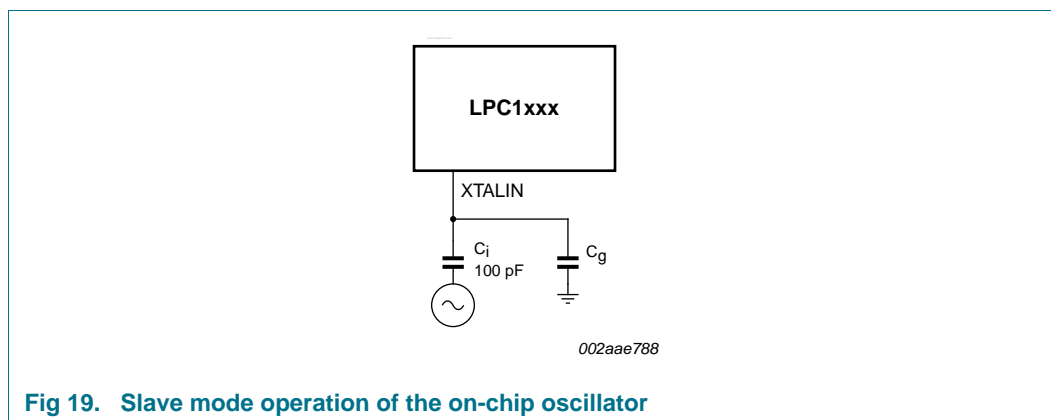 LPC1xxx
XTALIN
Ci
100 pF
Cg
002aae788
Fig 19. Slave mode operation of the on-chip oscillator